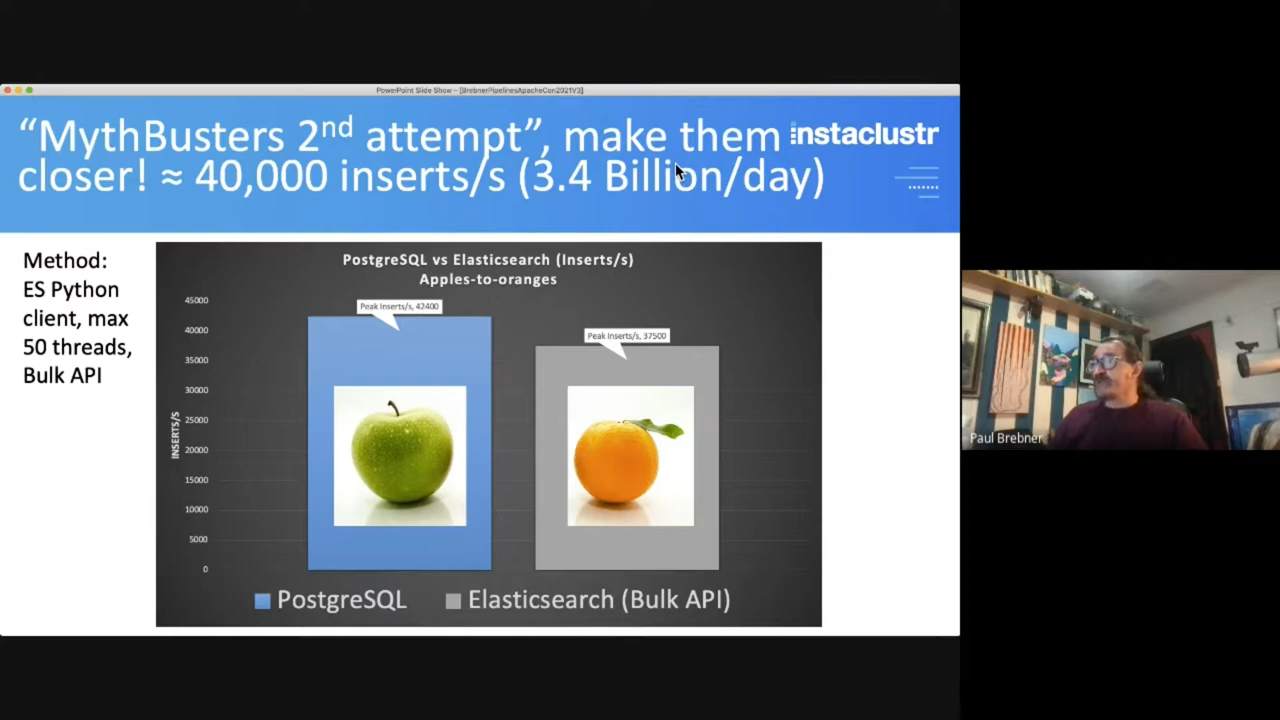 PowerPoint Slide Show - [BrebnerPipelinesApacheCon2021V3]
“MythBusters 2nd attempt”, make them
closer! ≈ 40,000 inserts/s (3.4 Billion/day)
instaclustr
Method:
ES Python
client, max
50 threads,
Bulk API
PostgreSQL vs Elasticsearch (Inserts/s)
Apples-to-oranges
Peak Inserts/s, 42400
Peak Inserts/s, 37500
45000
40000
35000
30000
25000
20000
15000
10000
5000
0
INSERTS/S
PostgreSQL
Elasticsearch (Bulk API)
Paul Brebner